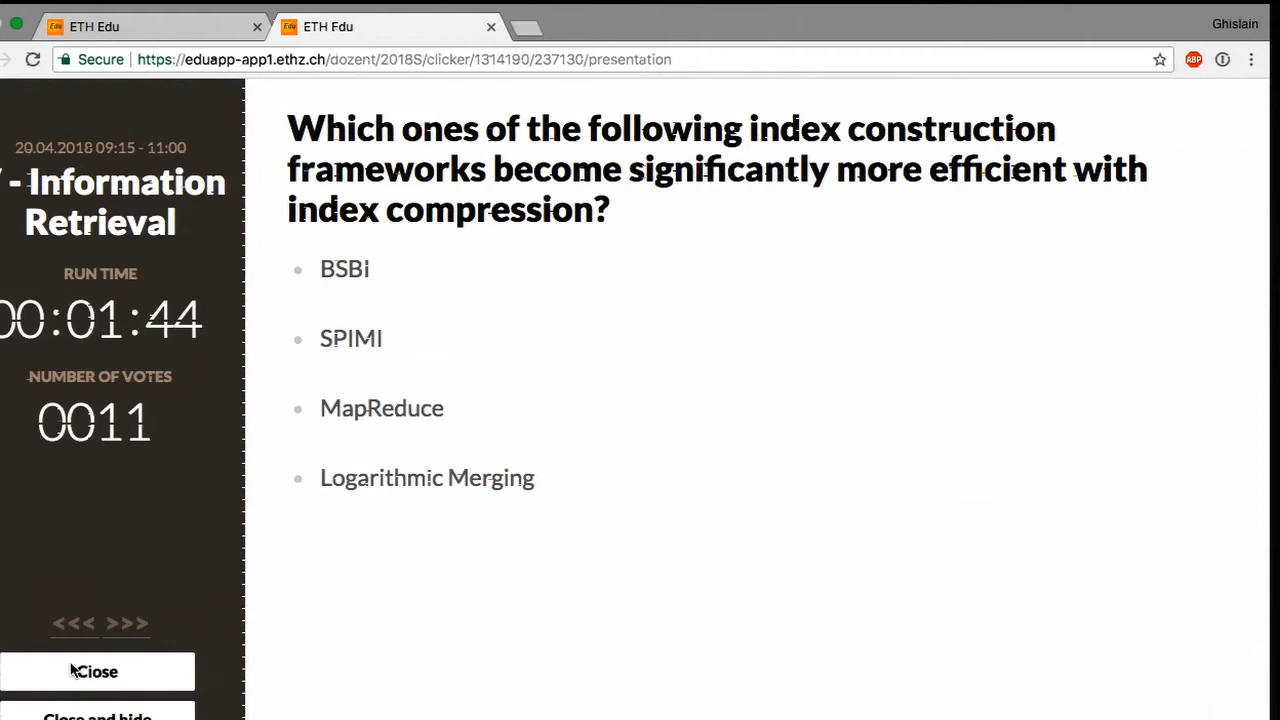 ETH Edu
ETH Edu
Ghislain
Secure https://eduapp-app1.ethz.ch/dozent/2018S/clicker/1314190/237130/presentation
ABP
20.04.2018 09:15 - 11:00
- Information
Retrieval
RUN TIME
00:01:44
NUMBER OF VOTES
0011
<<< >>>
Close
Close and hide
Which ones of the following index construction
frameworks become significantly more efficient with
index compression?
BSBI
SPIMI
MapReduce
Logarithmic Merging